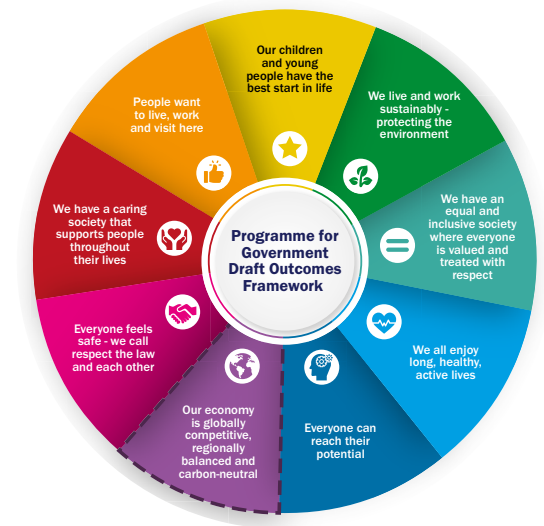 Our children
and young
people have the
best start in life
We live and work
sustainably -
protecting the
environment
We have an
equal and
inclusive society
where everyone
is valued and
treated with
respect
We all enjoy
long, healthy,
active lives
Everyone can
reach their
potential
Our economy
is globally
competitive,
regionally
balanced and
carbon-neutral
Everyone feels
safe - we call
respect the law
and each other
We have a caring
society that
supports people
throughout
their lives
People want
to live, work
and visit here
Programme for
Government
Draft Outcomes
Framework